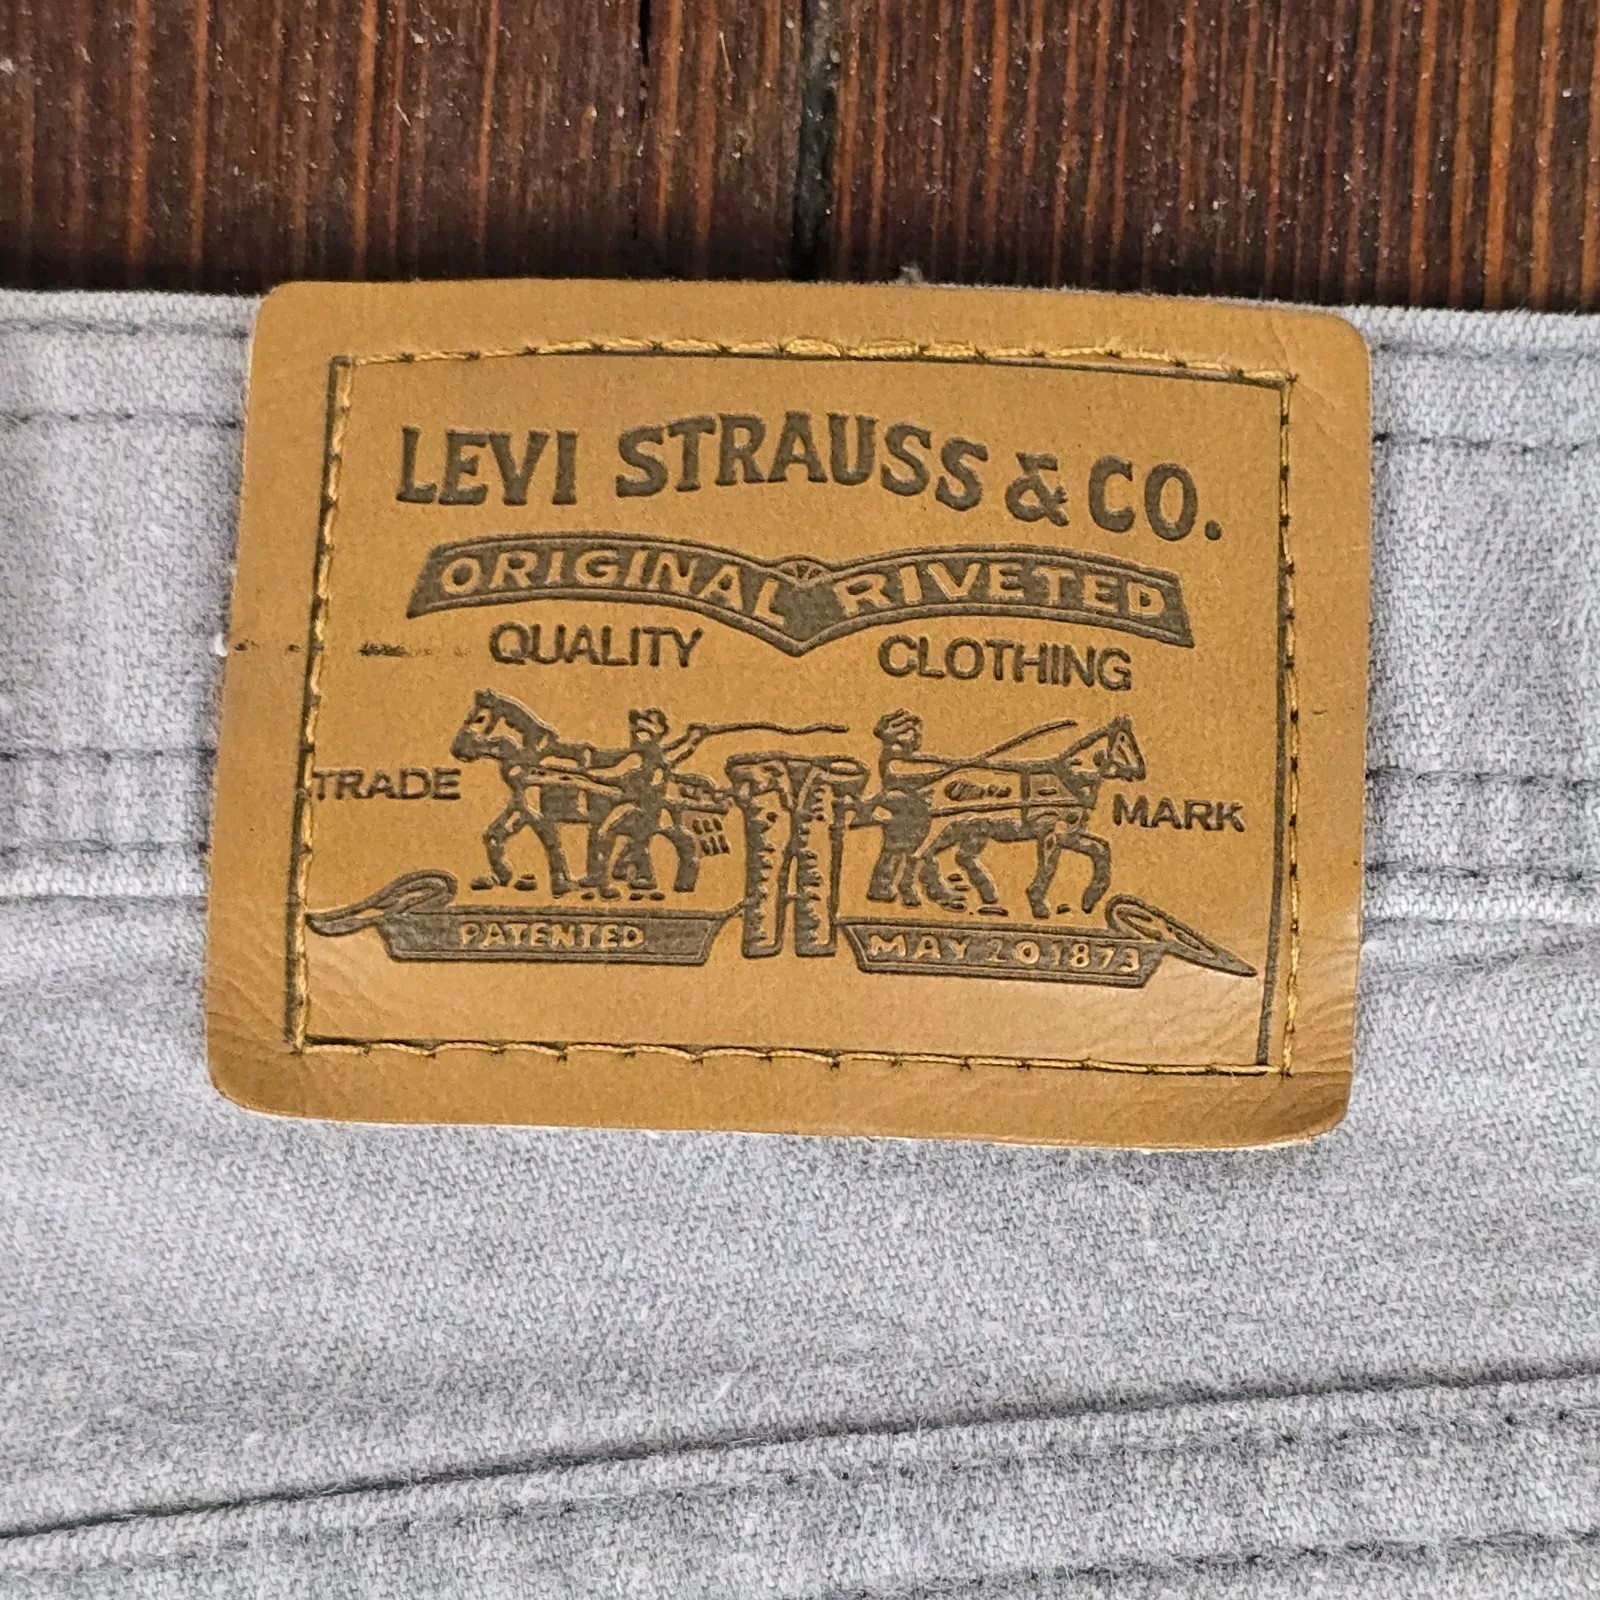 LEVI STRAUSS & CO.
ORIGINAL RIVETED
QUALITY CLOTHING
TRADE MARK
PATENTED MAY 20 1873